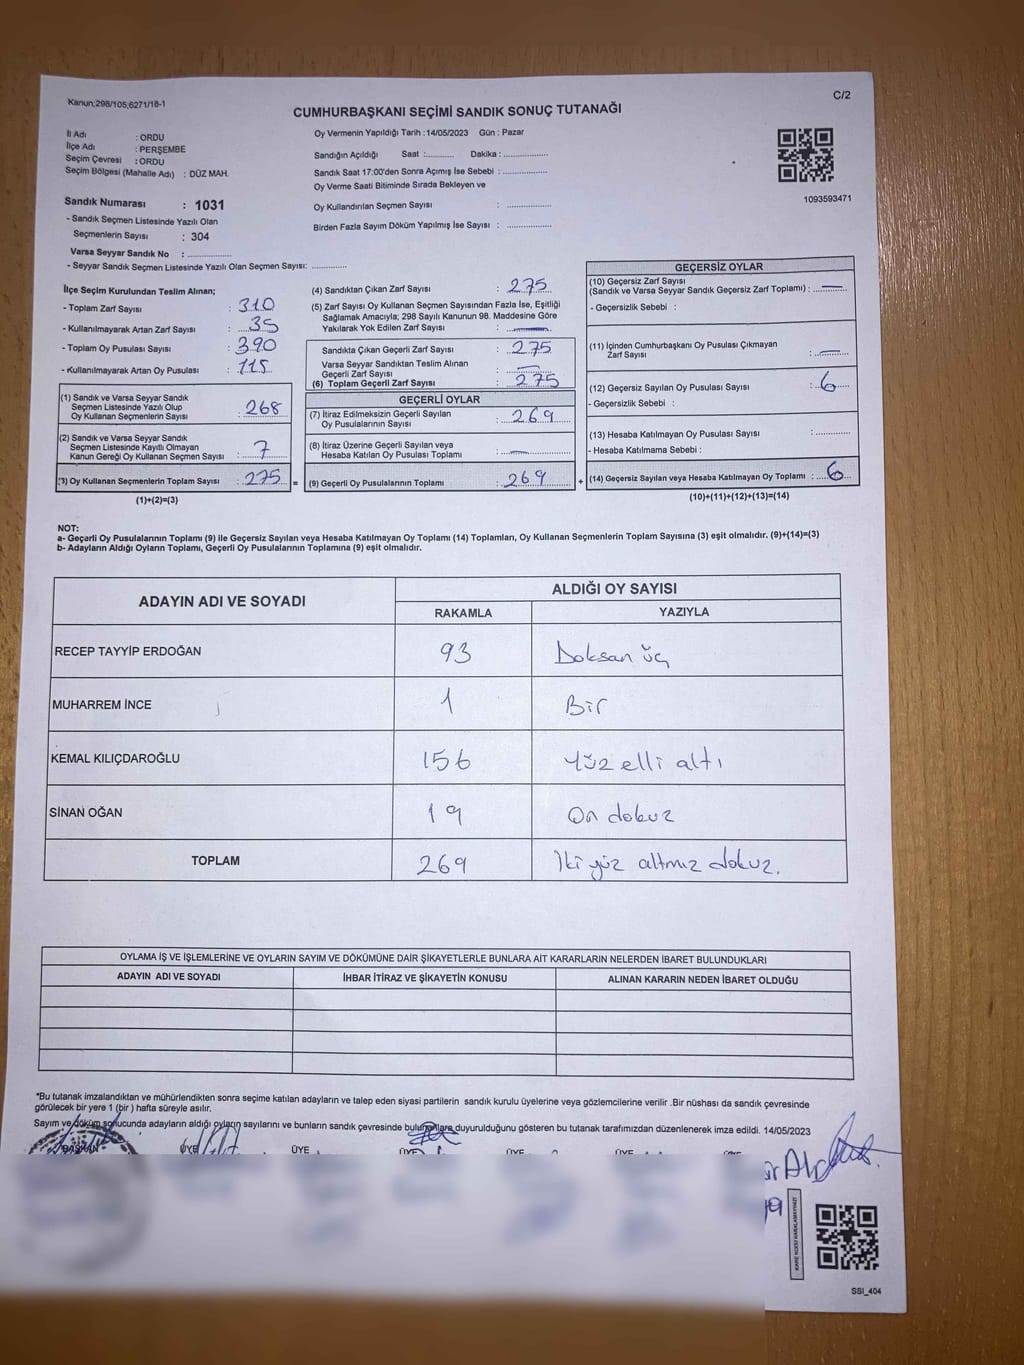 Kanun;298/105;6271/18-1
C/2
CUMHURBAŞKANI SEÇİMİ SANDIK SONUÇ TUTANAĞI
İl Adı : ORDU
İlçe Adı : PERŞEMBE
Seçim Çevresi : ORDU
Seçim Bölgesi (Mahalle Adı) : DÜZ MAH.
Sandık Numarası : 1031
- Sandık Seçmen Listesinde Yazılı Olan
Seçmenlerin Sayısı : 304
Varsa Seyyar Sandık No : ..............
- Seyyar Sandık Seçmen Listesinde Yazılı Olan Seçmen Sayısı: ............
Oy Vermenin Yapıldığı Tarih : 14/05/2023 Gün : Pazar
Sandığın Açıldığı Saat :.......... Dakika : ..............
Sandık Saat 17:00'den Sonra Açımış İse Sebebi : ..............
Oy Verme Saati Bitiminde Sırada Bekleyen ve
Oy Kullandırılan Seçmen Sayısı : ..............
Birden Fazla Sayım Döküm Yapılmış İse Sayısı : ..............
1093593471
İlçe Seçim Kurulundan Teslim Alınan;
- Toplam Zarf Sayısı : 310
- Kullanılmayarak Artan Zarf Sayısı : 35
- Toplam Oy Pusulası Sayısı : 390
- Kullanılmayarak Artan Oy Pusulası : 115
(1) Sandık ve Varsa Seyyar Sandık
Seçmen Listesinde Yazılı Olup
Oy Kullanan Seçmenlerin Sayısı : 268
(2) Sandık ve Varsa Seyyar Sandık
Seçmen Listesinde Kayıtlı Olmayan
Kanun Gereği Oy Kullanan Seçmen Sayısı : 7
(3) Oy Kullanan Seçmenlerin Toplam Sayısı : 275 =
(1)+(2)=(3)
(4) Sandıktan Çıkan Zarf Sayısı : 275
(5) Zarf Sayısı Oy Kullanan Seçmen Sayısından Fazla İse, Eşitliği
Sağlamak Amacıyla; 298 Sayılı Kanunun 98. Maddesine Göre
Yakılarak Yok Edilen Zarf Sayısı : —
Sandıkta Çıkan Geçerli Zarf Sayısı : 275
Varsa Seyyar Sandıktan Teslim Alınan
Geçerli Zarf Sayısı : —
(6) Toplam Geçerli Zarf Sayısı : 275
GEÇERLİ OYLAR
(7) İtiraz Edilmeksizin Geçerli Sayılan
Oy Pusulalarının Sayısı : 269
(8) İtiraz Üzerine Geçerli Sayılan veya
Hesaba Katılan Oy Pusulası Toplamı : —
(9) Geçerli Oy Pusulalarının Toplamı : 269 +
GEÇERSİZ OYLAR
(10) Geçersiz Zarf Sayısı
(Sandık ve Varsa Seyyar Sandık Geçersiz Zarf Toplamı) : —
- Geçersizlik Sebebi :
(11) İçinden Cumhurbaşkanı Oy Pusulası Çıkmayan
Zarf Sayısı : —
(12) Geçersiz Sayılan Oy Pusulası Sayısı : 6
- Geçersizlik Sebebi :
(13) Hesaba Katılmayan Oy Pusulası Sayısı : ............
- Hesaba Katılmama Sebebi :
(14) Geçersiz Sayılan veya Hesaba Katılmayan Oy Toplamı : 6
(10)+(11)+(12)+(13)=(14)
NOT:
a- Geçerli Oy Pusulalarının Toplamı (9) ile Geçersiz Sayılan veya Hesaba Katılmayan Oy Toplamı (14) Toplamları, Oy Kullanan Seçmenlerin Toplam Sayısına (3) eşit olmalıdır. (9)+(14)=(3)
b- Adayların Aldığı Oyların Toplamı, Geçerli Oy Pusulalarının Toplamına (9) eşit olmalıdır.
ADAYIN ADI VE SOYADI
ALDIĞI OY SAYISI
RAKAMLA YAZIYLA
RECEP TAYYİP ERDOĞAN 93 Doksan üç
MUHARREM İNCE 1 Bir
KEMAL KILIÇDAROĞLU 156 Yüz elli altı
SİNAN OĞAN 19 On dokuz
TOPLAM 269 İki yüz altmız dokuz.
OYLAMA İŞ VE İŞLEMLERİNE VE OYLARIN SAYIM VE DÖKÜMÜNE DAİR ŞİKAYETLERLE BUNLARA AİT KARARLARIN NELERDEN İBARET BULUNDUKLARI
ADAYIN ADI VE SOYADI İHBAR İTİRAZ VE ŞİKAYETİN KONUSU ALINAN KARARIN NEDEN İBARET OLDUĞU
*Bu tutanak imzalandıktan ve mühürlendikten sonra seçime katılan adayların ve talep eden siyasi partilerin sandık kurulu üyelerine veya gözlemcilerine verilir .Bir nüshası da sandık çevresinde
görülecek bir yere 1 (bir ) hafta süreyle asılır.
Sayım ve döküm sonucunda adayların aldığı oyların sayılarını ve bunların sandık çevresinde bulunanlara duyurulduğunu gösteren bu tutanak tarafımızdan düzenlenerek imza edildi. 14/05/2023
BAŞKAN ÜYE ÜYE ÜYE ÜYE ÜYE
KARE KODU KARALAMAYINIZ!
SSI_404